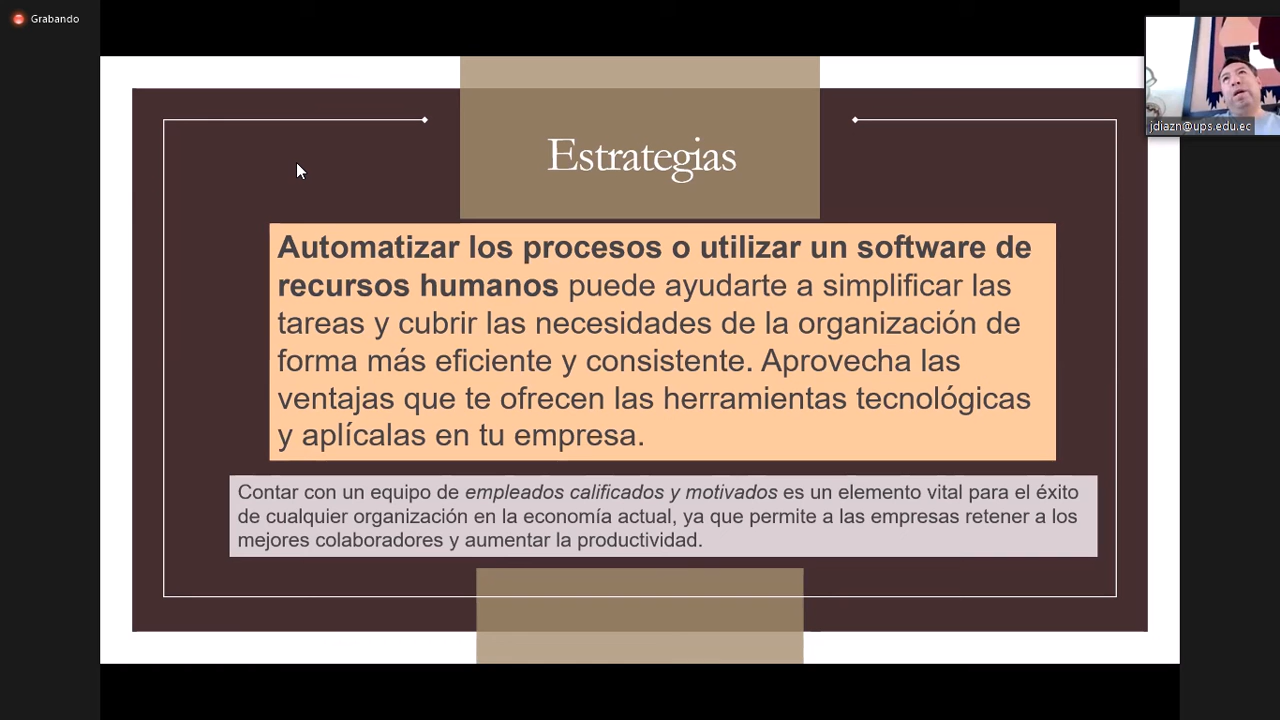 Grabando
jdiazn@ups.edu.ec
Estrategias
Automatizar los procesos o utilizar un software de
recursos humanos puede ayudarte a simplificar las
tareas y cubrir las necesidades de la organización de
forma más eficiente y consistente. Aprovecha las
ventajas que te ofrecen las herramientas tecnológicas
y aplícalas en tu empresa.
Contar con un equipo de empleados calificados y motivados es un elemento vital para el éxito
de cualquier organización en la economía actual, ya que permite a las empresas retener a los
mejores colaboradores y aumentar la productividad.